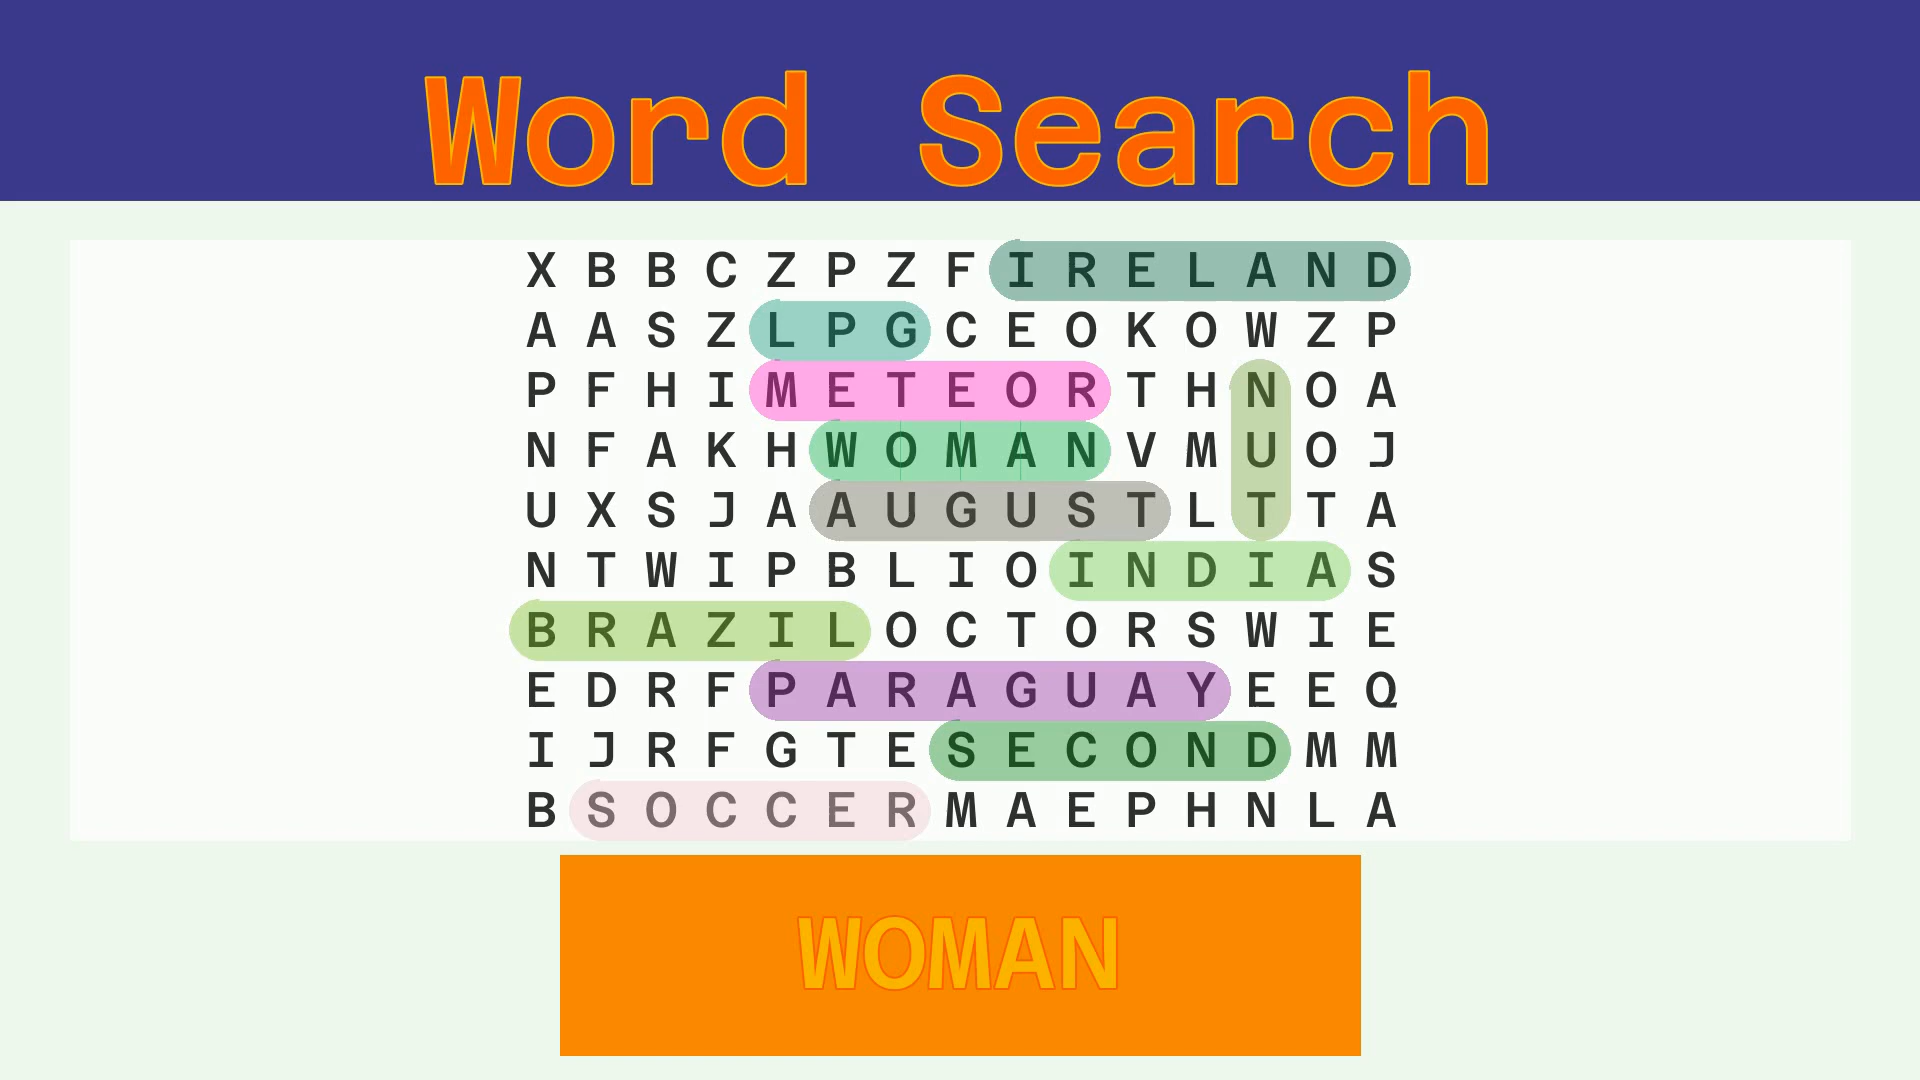 Word Search
X B B C Z P Z F I R E L A N D
A A S Z L P G C E O K O W Z P
P F H I M E T E O R T H N O A
N F A K H W O M A N V M U O J
U X S J A A U G U S T L T T A
N T W I P B L I O I N D I A S
B R A Z I L O C T O R S W I E
E D R F P A R A G U A Y E E Q
I J R F G T E S E C O N D M M
B S O C C E R M A E P H N L A
WOMAN